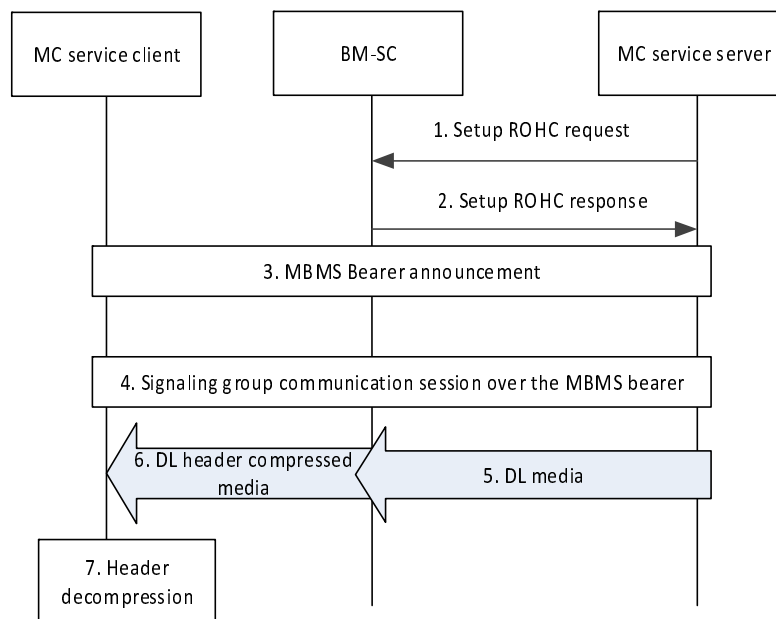 MC service client
BM-SC
MC service server
1. Setup ROHC request
2. Setup ROHC response
3. MBMS Bearer announcement
4. Signaling group communication session over the MBMS bearer
6. DL header compressed
media
5. DL media
7. Header
decompression